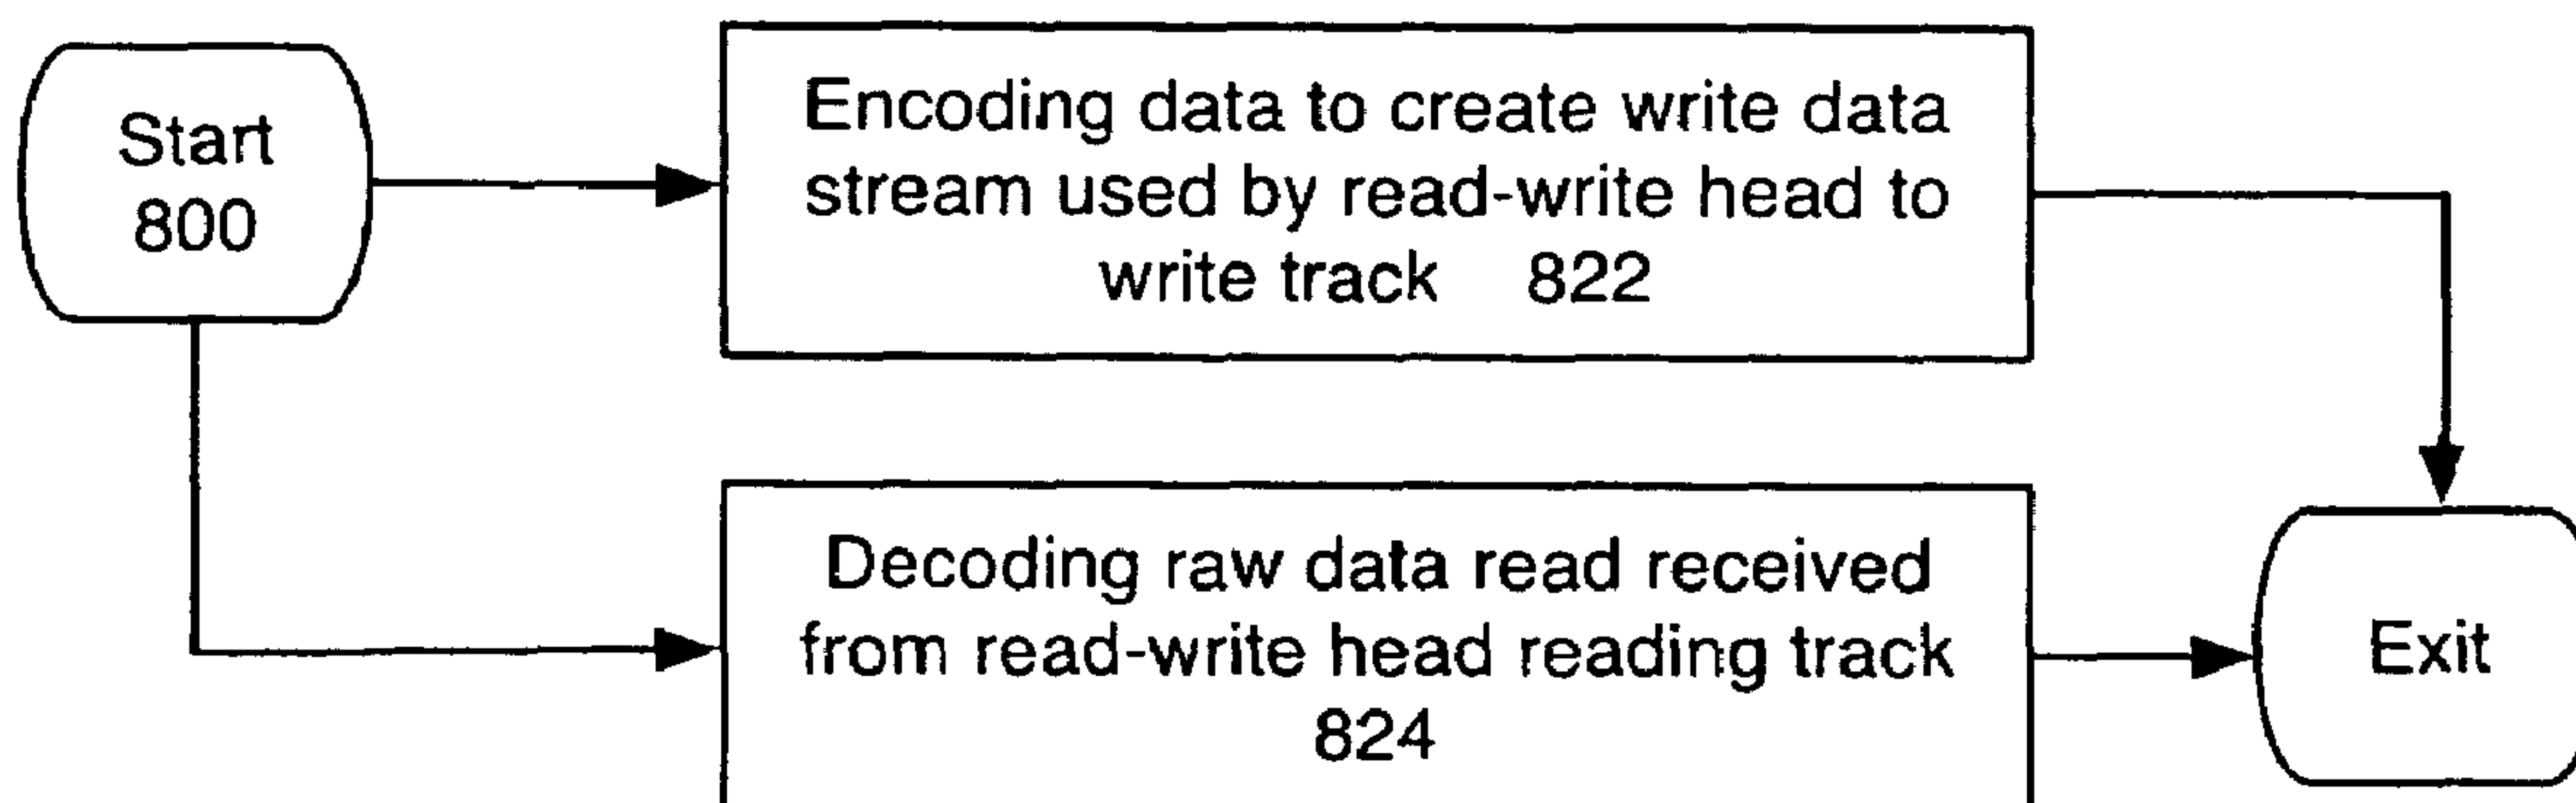 Start
800
Encoding data to create write data
stream used by read-write head to
write track 822
Decoding raw data read received
from read-write head reading track
824
Exit